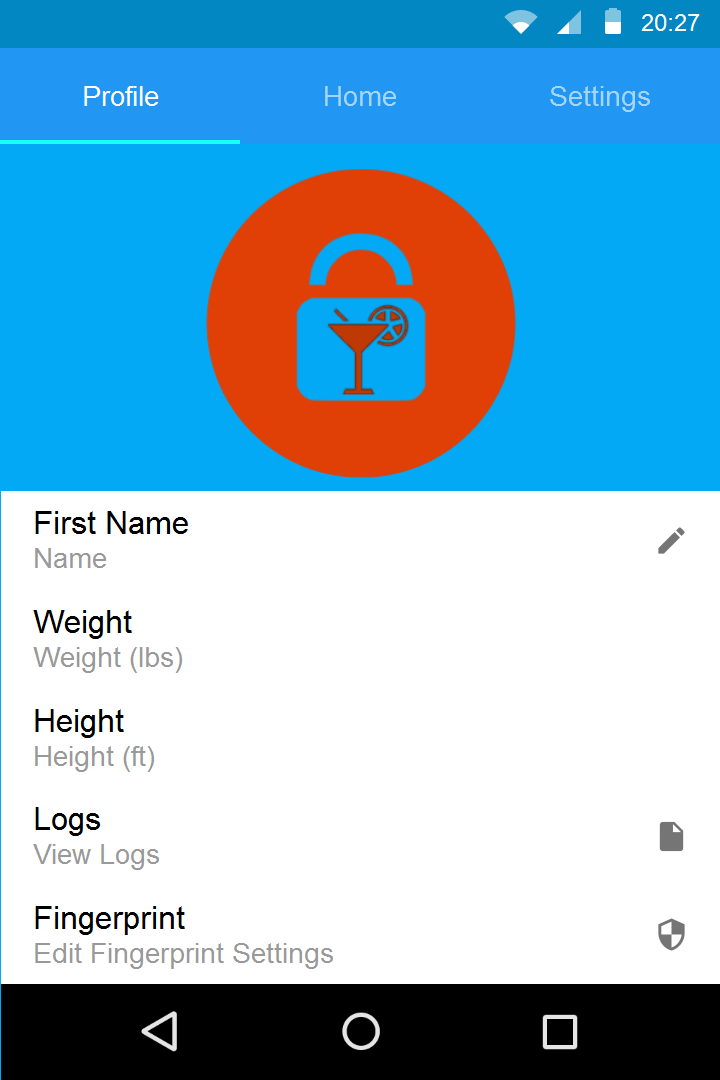 20:27
Profile
Home
Settings
First Name
Name
Weight
Weight (lbs)
Height
Height (ft)
Logs
View Logs
Fingerprint
Edit Fingerprint Settings